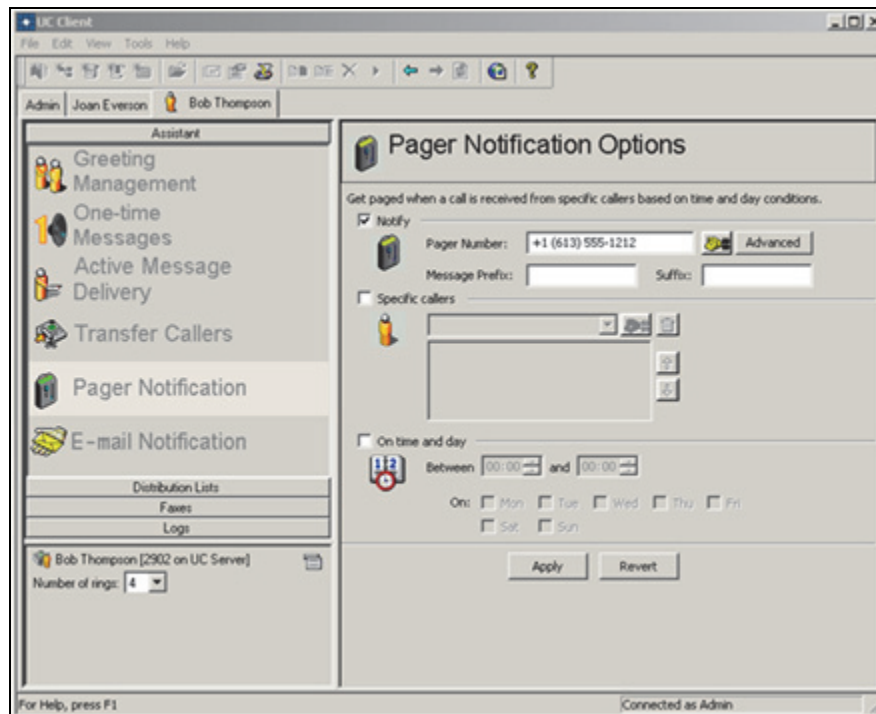 UC Client
File Edit View Tools Help
Admin Joan Everson Bob Thompson
Assistant
Greeting
Management
One-time
Messages
Active Message
Delivery
Transfer Callers
Pager Notification
E-mail Notification
Distribution Lists
Faxes
Logs
Bob Thompson [2902 on UC Server]
Number of rings: 4
Pager Notification Options
Get paged when a call is received from specific callers based on time and day conditions.
Notify
Pager Number: +1 (613) 555-1212 Advanced
Message Prefix: Suffix:
Specific callers
On time and day
Between 00:00 and 00:00
On: Mon Tue Wed Thu Fri
Sat Sun
Apply Revert
For Help, press F1
Connected as Admin